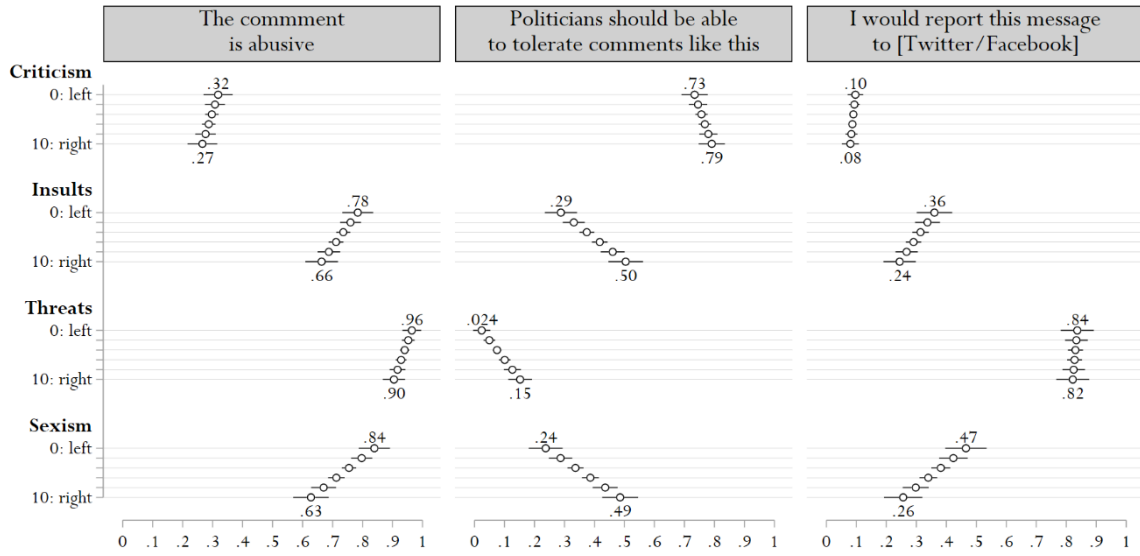 The commment
is abusive
Politicians should be able
to tolerate comments like this
I would report this message
to [Twitter/Facebook]
Criticism
0: left
.32
.73
.10
10: right
.27
.79
.08
Insults
0: left
.78
.29
.36
10: right
.66
.50
.24
Threats
0: left
.96
.024
.84
10: right
.90
.15
.82
Sexism
0: left
.84
.24
.47
10: right
.63
.49
.26
0 .1 .2 .3 .4 .5 .6 .7 .8 .9 1
0 .1 .2 .3 .4 .5 .6 .7 .8 .9 1
0 .1 .2 .3 .4 .5 .6 .7 .8 .9 1